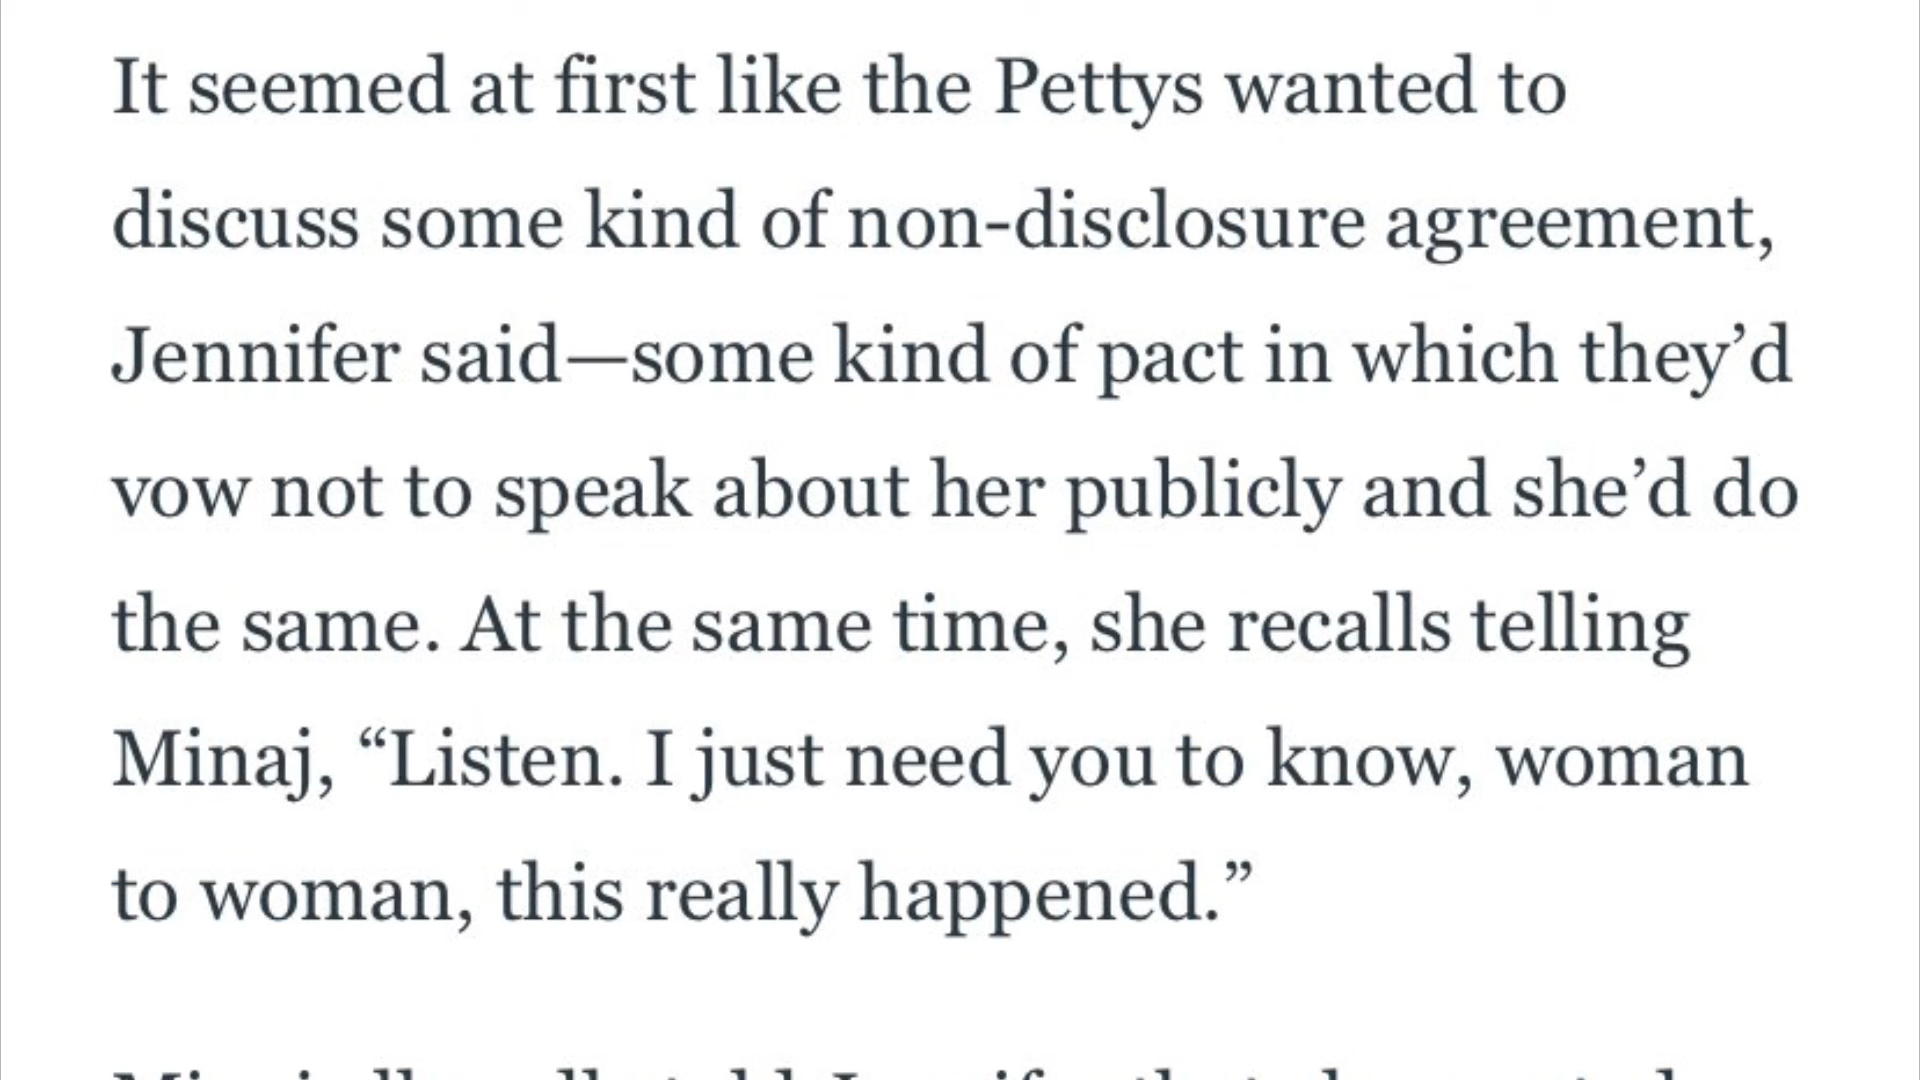 It seemed at first like the Pettys wanted to
discuss some kind of non-disclosure agreement,
Jennifer said—some kind of pact in which they’d
vow not to speak about her publicly and she’d do
the same. At the same time, she recalls telling
Minaj, “Listen. I just need you to know, woman
to woman, this really happened.”